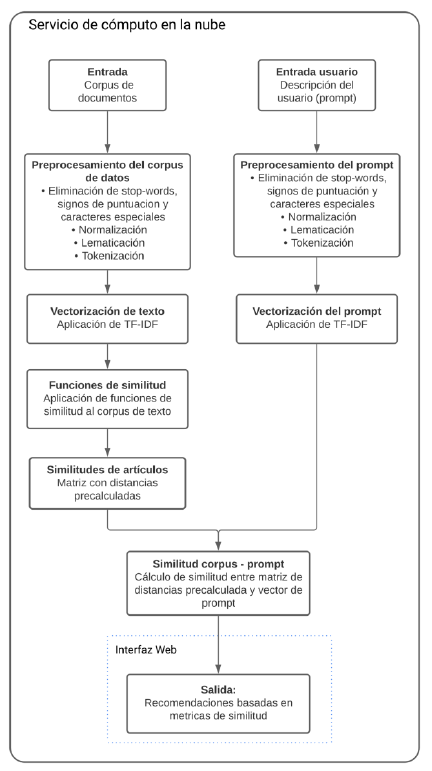 Servicio de cómputo en la nube
Entrada
Corpus de
documentos
Entrada usuario
Descripción del
usuario (prompt)
Preprocesamiento del corpus
de datos
• Eliminación de stop-words,
signos de puntuacion y
caracteres especiales
• Normalización
• Lematicación
• Tokenización
Preprocesamiento del prompt
• Eliminación de stop-words,
signos de puntuación y
caracteres especiales
• Normalización
• Lematicación
• Tokenización
Vectorización de texto
Aplicación de TF-IDF
Vectorización del prompt
Aplicación de TF-IDF
Funciones de similitud
Aplicación de funciones de
similitud al corpus de texto
Similitudes de artículos
Matriz con distancias
precalculadas
Similitud corpus - prompt
Cálculo de similitud entre matriz de
distancias precalculada y vector de
prompt
Interfaz Web
Salida:
Recomendaciones basadas en
metricas de similitud